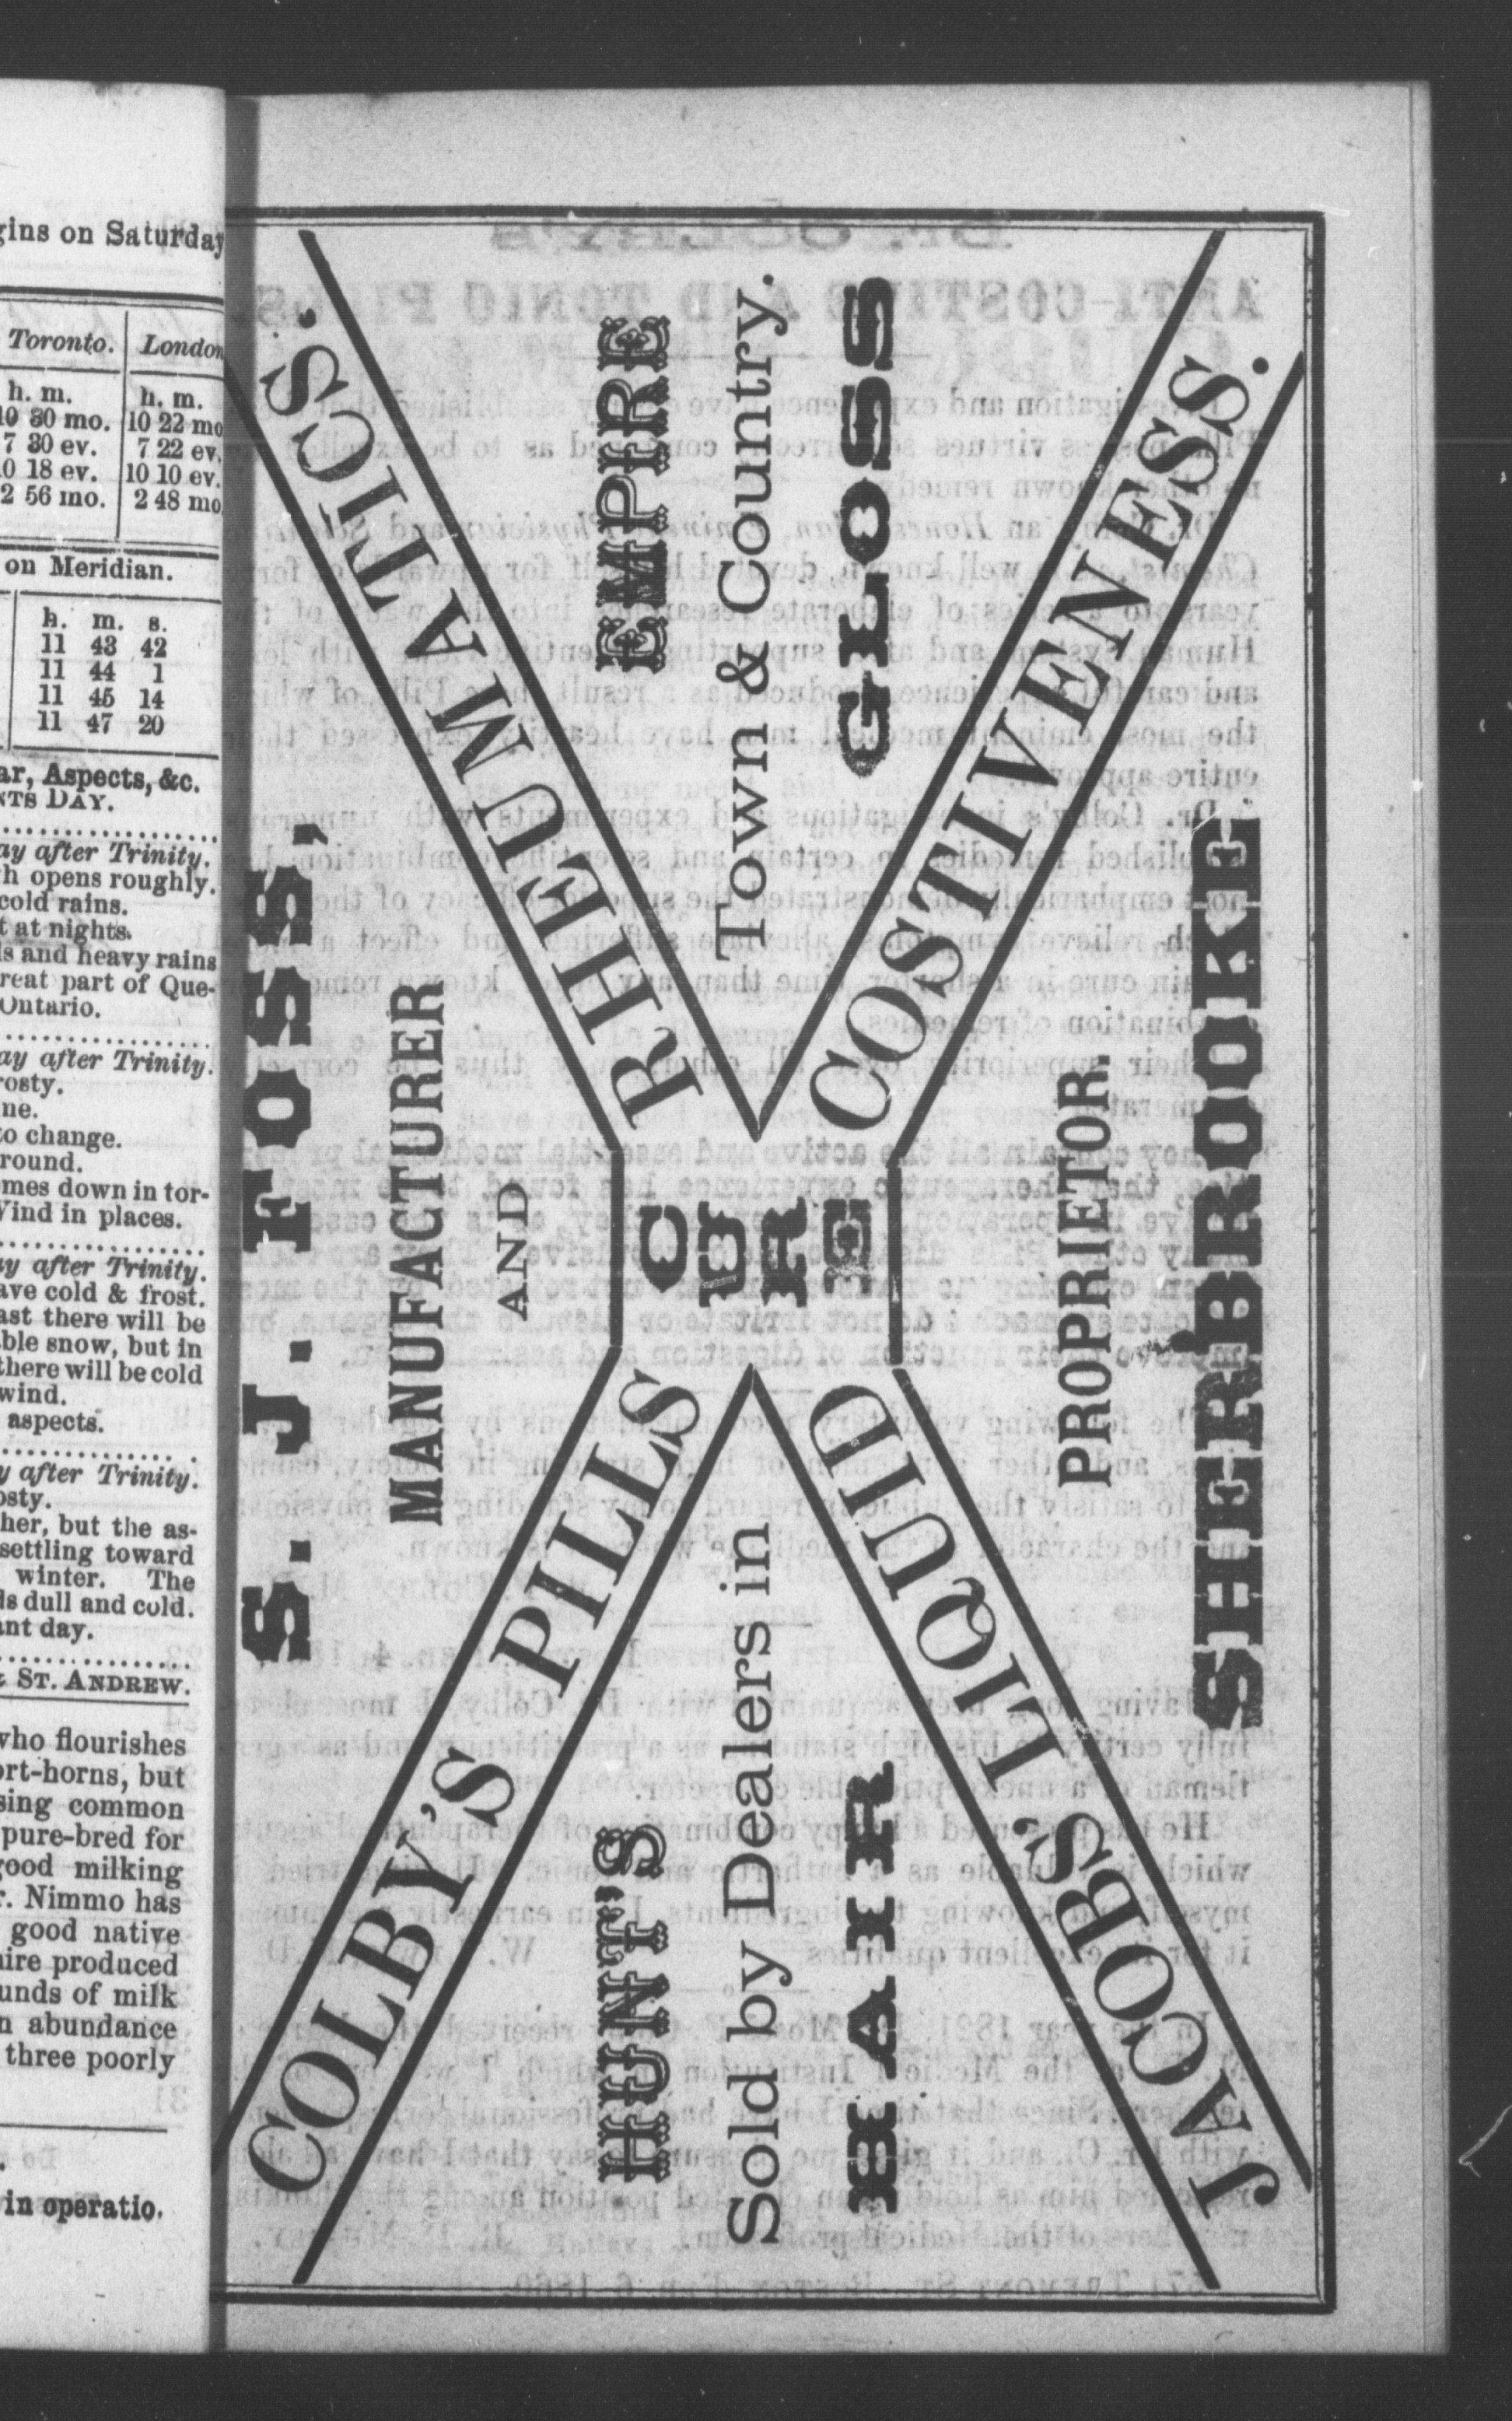 gins on Saturday
Toronto. London
h. m. h. m.
10 30 mo. 10 22 mo
7 30 ev. 7 22 ev.
0 18 ev. 10 10 ev.
2 56 mo. 2 48 mo
on Meridian.
h. m. s.
11 43 42
11 44 1
11 45 14
11 47 20
ar, Aspects, &c.
NTS DAY.
ay after Trinity.
h opens roughly.
cold rains.
t at nights.
ls and heavy rains
reat part of Que-
Ontario.
ay after Trinity.
rosty.
ne.
to change.
round.
mes down in tor-
Wind in places.
ay after Trinity.
ave cold & frost.
ast there will be
ble snow, but in
there will be cold
wind.
aspects.
y after Trinity.
osty.
her, but the as-
settling toward
winter. The
ls dull and cold.
ant day.
& ST. ANDREW.
who flourishes
ort-horns, but
sing common
pure-bred for
good milking
r. Nimmo has
good native
hire produced
unds of milk
n abundance
three poorly
in operatio.
S. J. FOSS,
MANUFACTURER
AND
PROPRIETOR.
SHERBROOKE
COLBY'S PILLS
CURE
RHEUMATICS.
JACOBS' LIQUID
COSTIVENESS.
HUNT'S EMPIRE
Sold by Dealers in Town & Country.
HAIR GLOSS